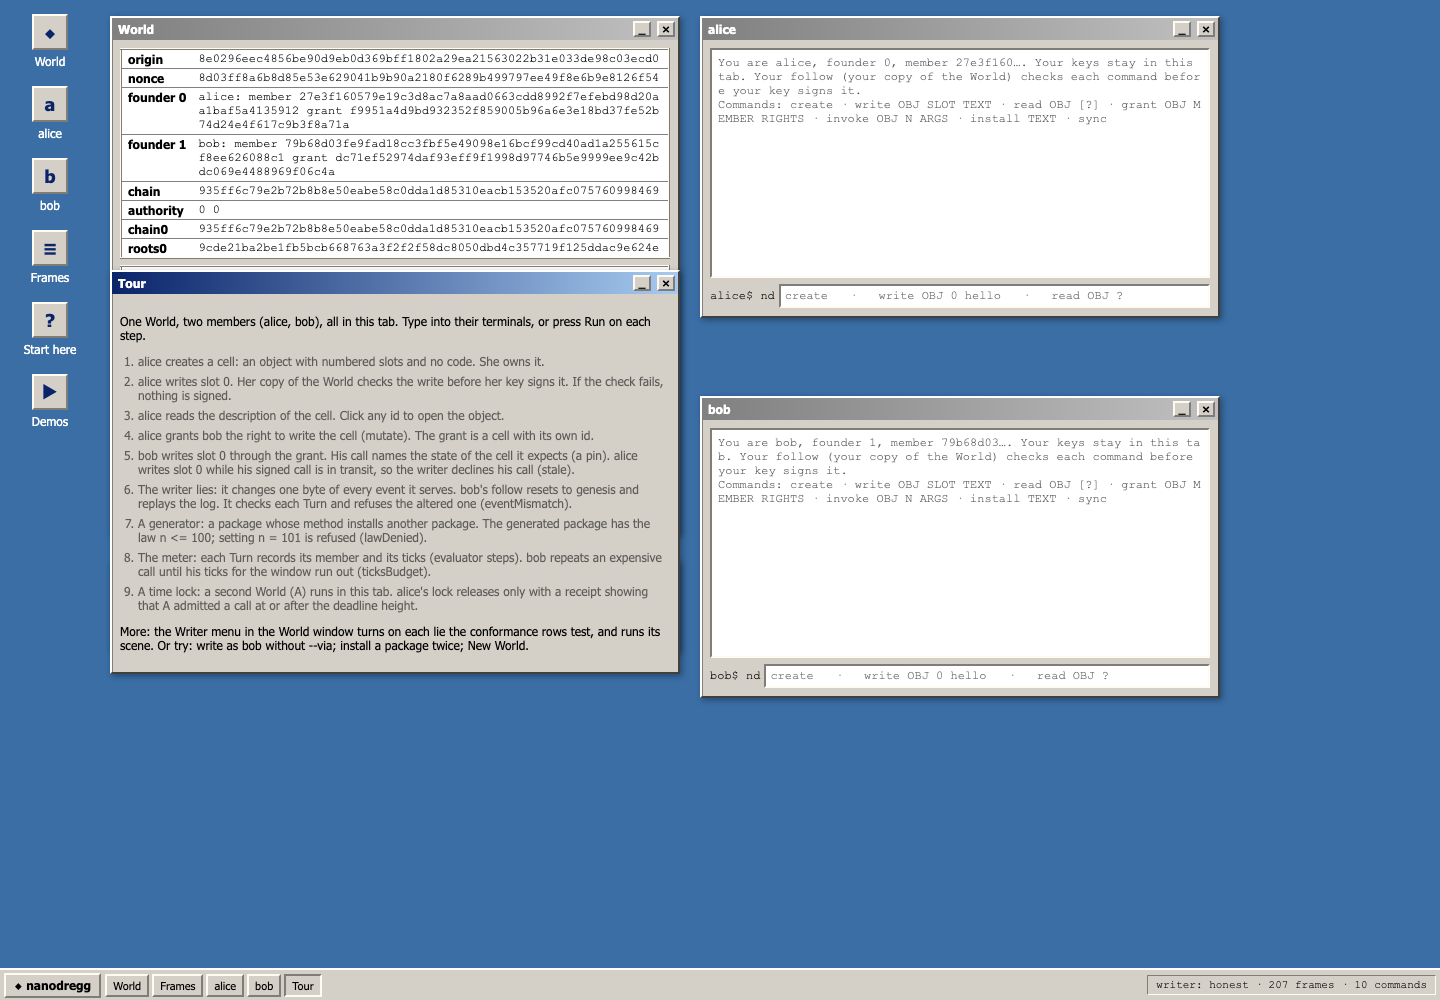 World
alice
bob
Frames
Start here
Demos
World
origin 8e0296eec4856be90d9eb0d369bff1802a29ea21563022b31e033de98c03ecd0
nonce 8d03ff8a6b8d85e53e629041b9b90a2180f6289b499797ee49f8e6b9e8126f54
founder 0 alice: member 27e3f160579e19c3d8ac7a8aad0663cdd8992f7efebd98d20a
a1baf5a4135912 grant f9951a4d9bd932352f859005b96a6e3e18bd37fe52b
74d24e4f617c9b3f8a71a
founder 1 bob: member 79b68d03fe9fad18cc3fbf5e49098e16bcf99cd40ad1a255615c
f8ee626088c1 grant dc71ef52974daf93eff9f1998d97746b5e9999ee9c42b
dc069e4488969f06c4a
chain 935ff6c79e2b72b8b8e50eabe58c0dda1d85310eacb153520afc075760998469
authority 0 0
chain0 935ff6c79e2b72b8b8e50eabe58c0dda1d85310eacb153520afc075760998469
roots0 9cde21ba2be1fb5bcb668763a3f2f2f58dc8050dbd4c357719f125ddac9e624e
Tour
One World, two members (alice, bob), all in this tab. Type into their terminals, or press Run on each
step.
1. alice creates a cell: an object with numbered slots and no code. She owns it.
2. alice writes slot 0. Her copy of the World checks the write before her key signs it. If the check fails,
nothing is signed.
3. alice reads the description of the cell. Click any id to open the object.
4. alice grants bob the right to write the cell (mutate). The grant is a cell with its own id.
5. bob writes slot 0 through the grant. His call names the state of the cell it expects (a pin). alice
writes slot 0 while his signed call is in transit, so the writer declines his call (stale).
6. The writer lies: it changes one byte of every event it serves. bob's follow resets to genesis and
replays the log. It checks each Turn and refuses the altered one (eventMismatch).
7. A generator: a package whose method installs another package. The generated package has the
law n <= 100; setting n = 101 is refused (lawDenied).
8. The meter: each Turn records its member and its ticks (evaluator steps). bob repeats an expensive
call until his ticks for the window run out (ticksBudget).
9. A time lock: a second World (A) runs in this tab. alice's lock releases only with a receipt showing
that A admitted a call at or after the deadline height.
More: the Writer menu in the World window turns on each lie the conformance rows test, and runs its
scene. Or try: write as bob without --via; install a package twice; New World.
alice
You are alice, founder 0, member 27e3f160…. Your keys stay in this
tab. Your follow (your copy of the World) checks each command befor
e your key signs it.
Commands: create · write OBJ SLOT TEXT · read OBJ [?] · grant OBJ M
EMBER RIGHTS · invoke OBJ N ARGS · install TEXT · sync
alice$ nd create · write OBJ 0 hello · read OBJ ?
bob
You are bob, founder 1, member 79b68d03…. Your keys stay in this ta
b. Your follow (your copy of the World) checks each command before
your key signs it.
Commands: create · write OBJ SLOT TEXT · read OBJ [?] · grant OBJ M
EMBER RIGHTS · invoke OBJ N ARGS · install TEXT · sync
bob$ nd create · write OBJ 0 hello · read OBJ ?
nanodregg World Frames alice bob Tour writer: honest · 207 frames · 10 commands